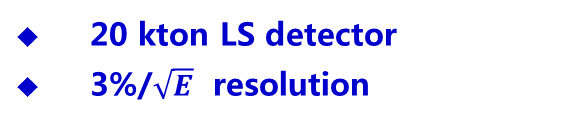 ◆ 20 kton LS detector
◆ 3%/√E resolution